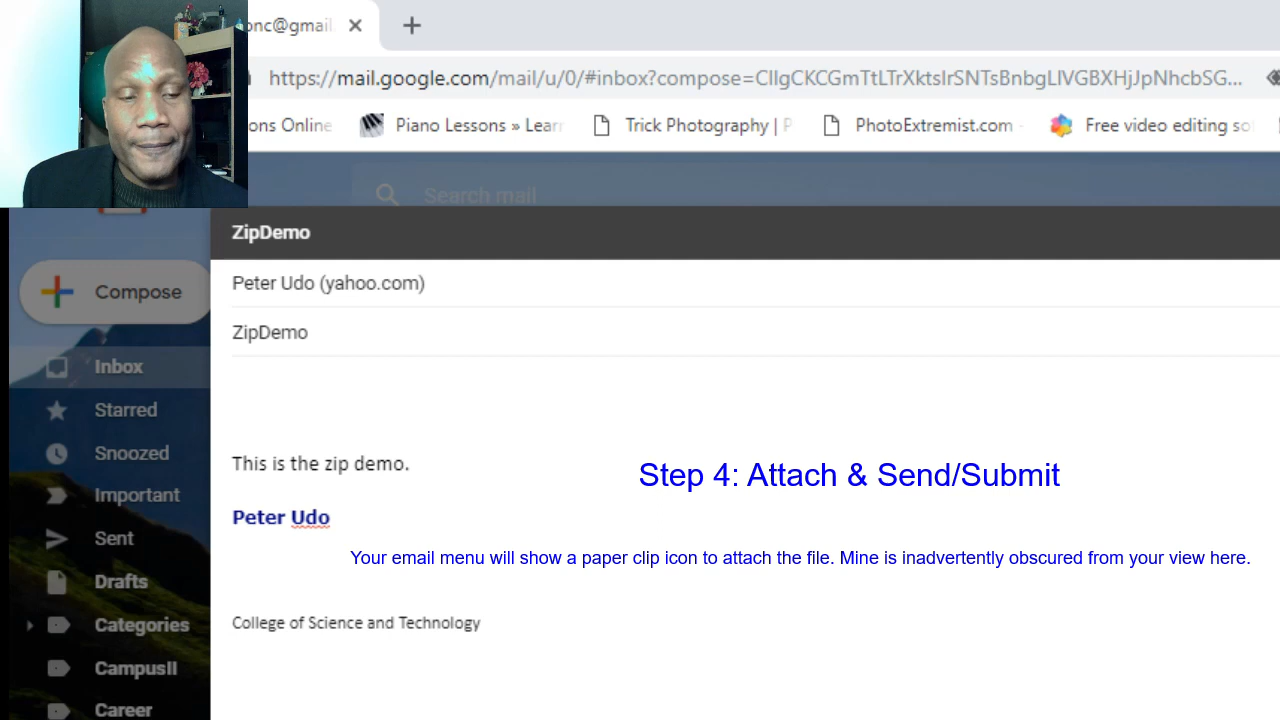 onc@gmail
https://mail.google.com/mail/u/0/#inbox?compose=
ons Online
Piano Lessons » Lear
Trick Photography | P
PhotoExtremist.com -
Free video editing so
Search mail
ZipDemo
Compose
Peter Udo (yahoo.com)
ZipDemo
Inbox
Starred
Snoozed
Important
Sent
Drafts
Categories
CampusII
Career
This is the zip demo.
Step 4: Attach & Send/Submit
Peter Udo
Your email menu will show a paper clip icon to attach the file. Mine is inadvertently obscured from your view here.
College of Science and Technology